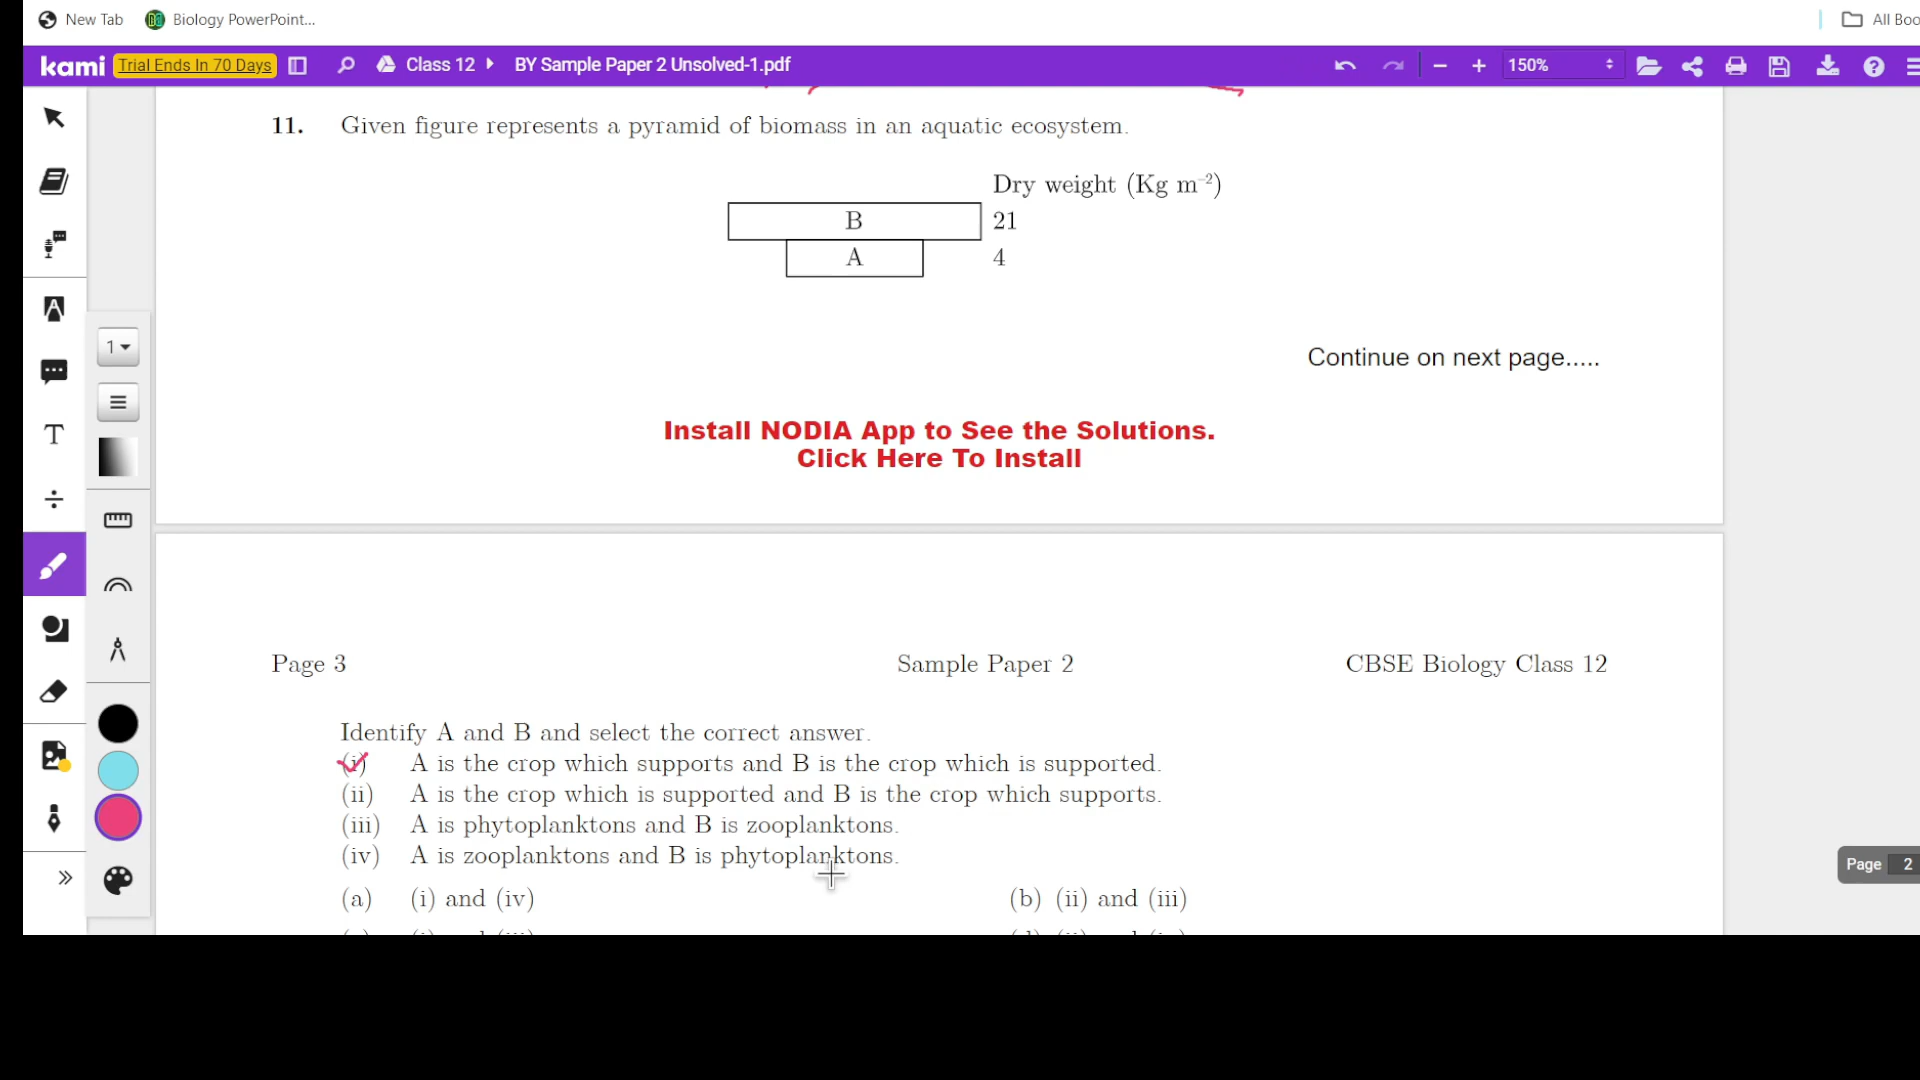 New Tab
Biology PowerPoint...
All Boo
kami
Trial Ends In 70 Days
Class 12
BY Sample Paper 2 Unsolved-1.pdf
150%
11. Given figure represents a pyramid of biomass in an aquatic ecosystem.
Dry weight (Kg m⁻²)
B 21
A 4
1
Continue on next page.....
Install NODIA App to See the Solutions.
Click Here To Install
T
Page 3
Sample Paper 2
CBSE Biology Class 12
Identify A and B and select the correct answer.
(i) A is the crop which supports and B is the crop which is supported.
(ii) A is the crop which is supported and B is the crop which supports.
(iii) A is phytoplanktons and B is zooplanktons.
(iv) A is zooplanktons and B is phytoplanktons.
Page 2
(a) (i) and (iv)
(b) (ii) and (iii)